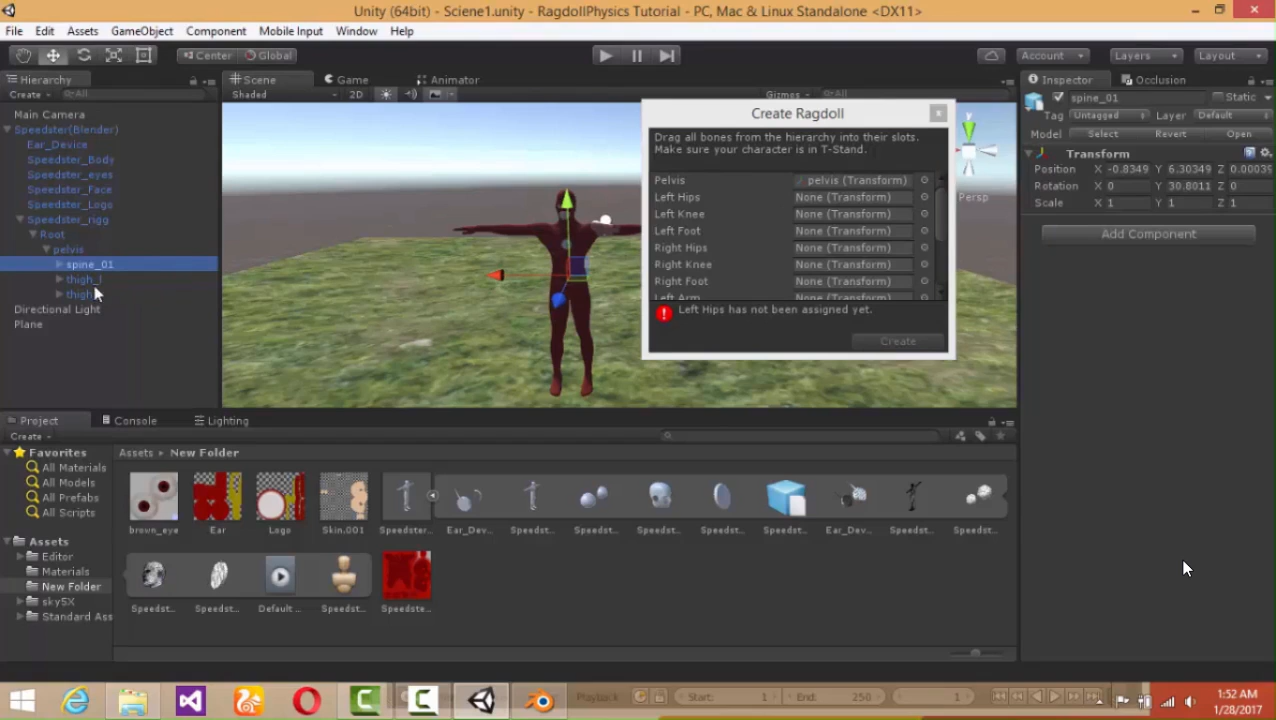 Unity (64bit) - Sciene1.unity - RagdollPhysics Tutorial - PC, Mac & Linux Standalone <DX11>
File Edit Assets GameObject Component Mobile Input Window Help
Center Global Account Layers Layout
Hierarchy
Create All
Main Camera
Speedster(Blender)
Ear_Device
Speedster_Body
Speedster_eyes
Speedster_Face
Speedster_Logo
Speedster_rigg
Root
pelvis
spine_01
thigh_l
thigh
Directional Light
Plane
Scene Game Animator
Shaded 2D Gizmos All
Persp
Create Ragdoll
Drag all bones from the hierarchy into their slots.
Make sure your character is in T-Stand.
Pelvis pelvis (Transform)
Left Hips None (Transform)
Left Knee None (Transform)
Left Foot None (Transform)
Right Hips None (Transform)
Right Knee None (Transform)
Right Foot None (Transform)
Left Arm None (Transform)
Left Hips has not been assigned yet.
Create
Inspector Occlusion
spine_01 Static
Tag Untagged Layer Default
Model Select Revert Open
Transform
Position X -0.8349 Y 6.30349 Z 0.00039
Rotation X 0 Y 30.8011 Z 0
Scale X 1 Y 1 Z 1
Add Component
Project Console Lighting
Create
Favorites
All Materials
All Models
All Prefabs
All Scripts
Assets
Editor
Materials
New Folder
sky5X
Standard Ass
Assets New Folder
brown_eye Ear Logo Skin.001 Speedster... Ear_Dev... Speedst... Speedst... Speedst... Speedst... Speedst... Ear_Dev... Speedst... Speedst...
Speedst... Speedst... Default ... Speedst... Speedste...
Playback Start: 1 End: 250 1
1:52 AM
1/28/2017